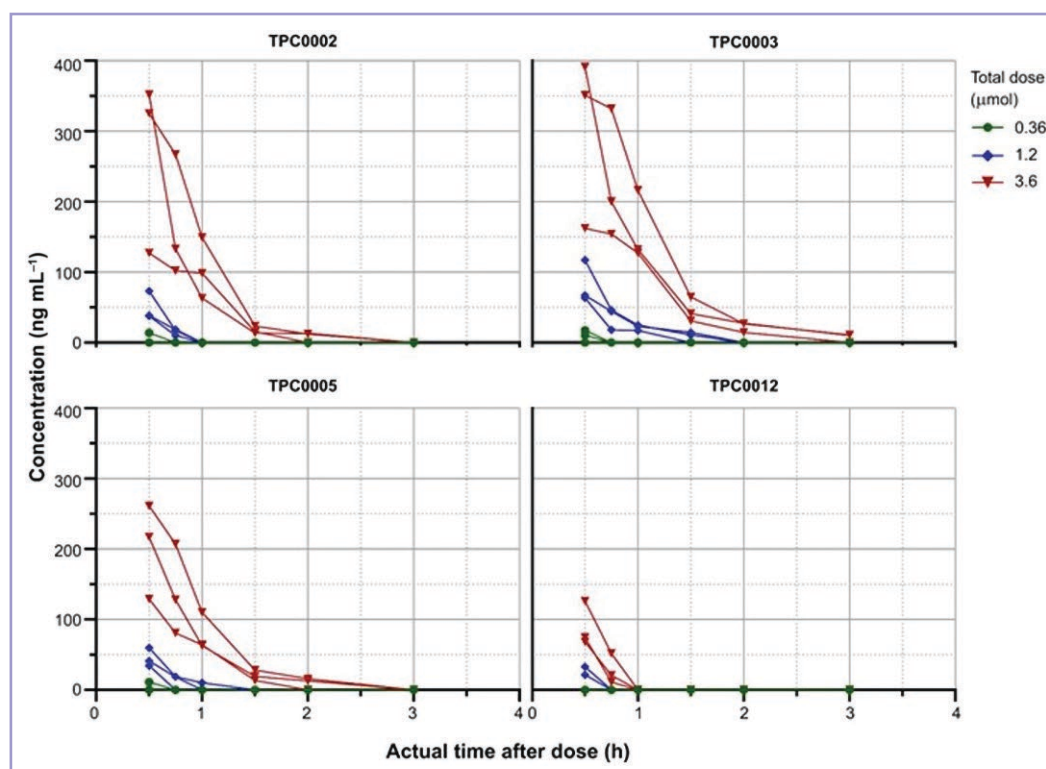 TPC0002
TPC0003
400
300
200
100
0
Total dose
(μmol)
0.36
1.2
3.6
TPC0005
TPC0012
400
300
200
100
0
0 1 2 3 4
0 1 2 3 4
Concentration (ng mL⁻¹)
Actual time after dose (h)